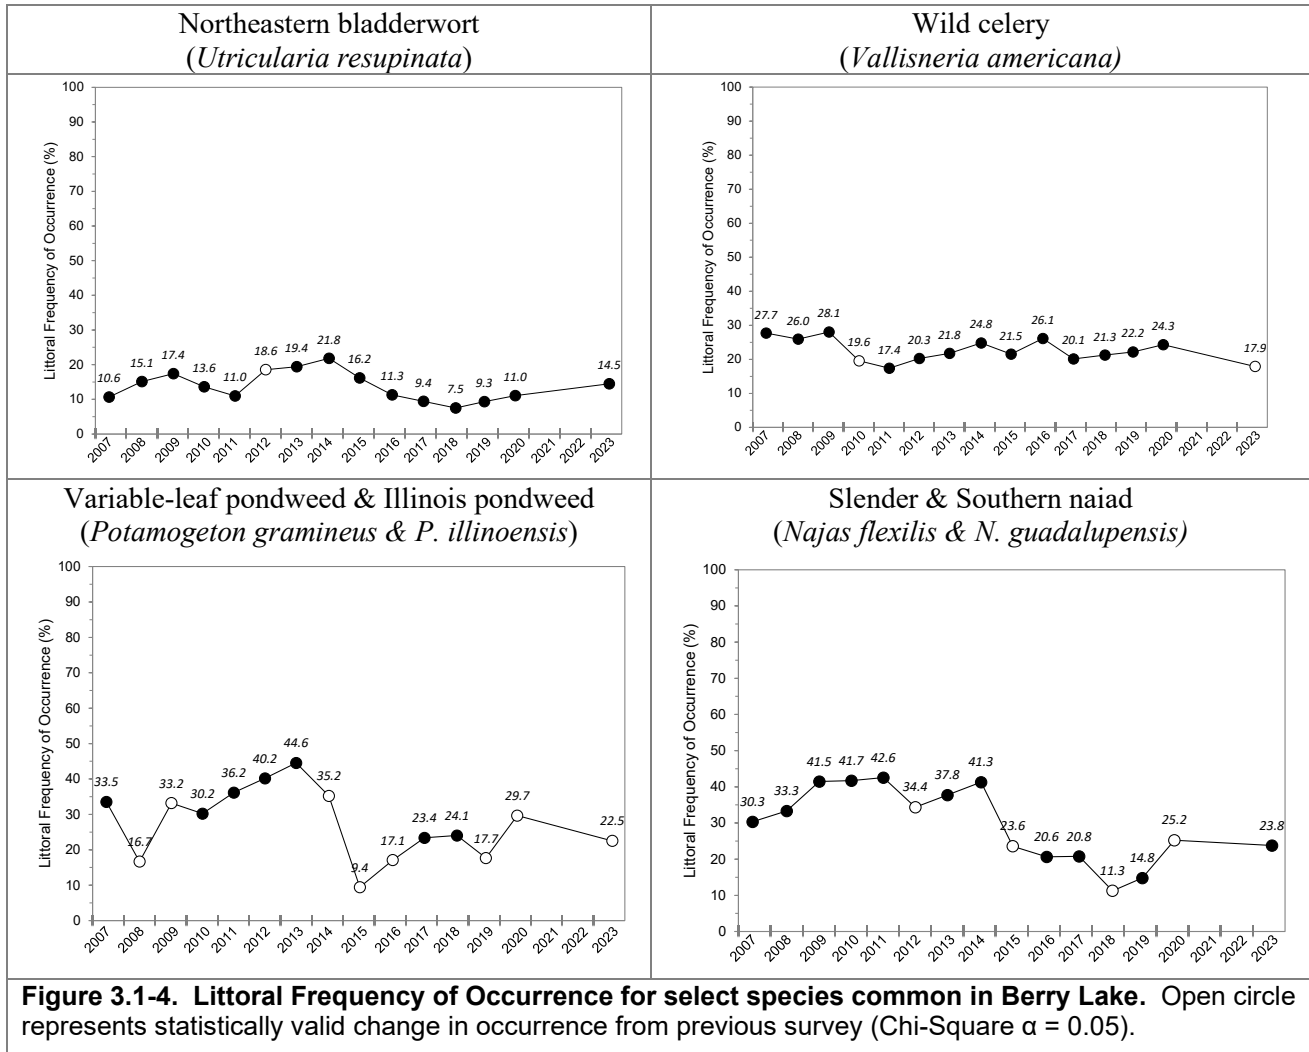 Northeastern bladderwort
(Utricularia resupinata)
Littoral Frequency of Occurrence (%)
100
90
80
70
60
50
40
30
20
10
0
10.6 15.1 17.4 13.6 11.0 18.6 19.4 21.8 16.2 11.3 9.4 7.5 9.3 11.0 14.5
2007 2008 2009 2010 2011 2012 2013 2014 2015 2016 2017 2018 2019 2020 2021 2022 2023
Wild celery
(Vallisneria americana)
Littoral Frequency of Occurrence (%)
100
90
80
70
60
50
40
30
20
10
0
27.7 26.0 28.1 19.6 17.4 20.3 21.8 24.8 21.5 26.1 20.1 21.3 22.2 24.3 17.9
2007 2008 2009 2010 2011 2012 2013 2014 2015 2016 2017 2018 2019 2020 2021 2022 2023
Variable-leaf pondweed & Illinois pondweed
(Potamogeton gramineus & P. illinoensis)
Littoral Frequency of Occurrence (%)
100
90
80
70
60
50
40
30
20
10
0
33.5 16.7 33.2 30.2 36.2 40.2 44.6 35.2 9.4 17.1 23.4 24.1 17.7 29.7 22.5
2007 2008 2009 2010 2011 2012 2013 2014 2015 2016 2017 2018 2019 2020 2021 2022 2023
Slender & Southern naiad
(Najas flexilis & N. guadalupensis)
Littoral Frequency of Occurrence (%)
100
90
80
70
60
50
40
30
20
10
0
30.3 33.3 41.5 41.7 42.6 34.4 37.8 41.3 23.6 20.6 20.8 11.3 14.8 25.2 23.8
2007 2008 2009 2010 2011 2012 2013 2014 2015 2016 2017 2018 2019 2020 2021 2022 2023
Figure 3.1-4. Littoral Frequency of Occurrence for select species common in Berry Lake. Open circle
represents statistically valid change in occurrence from previous survey (Chi-Square α = 0.05).